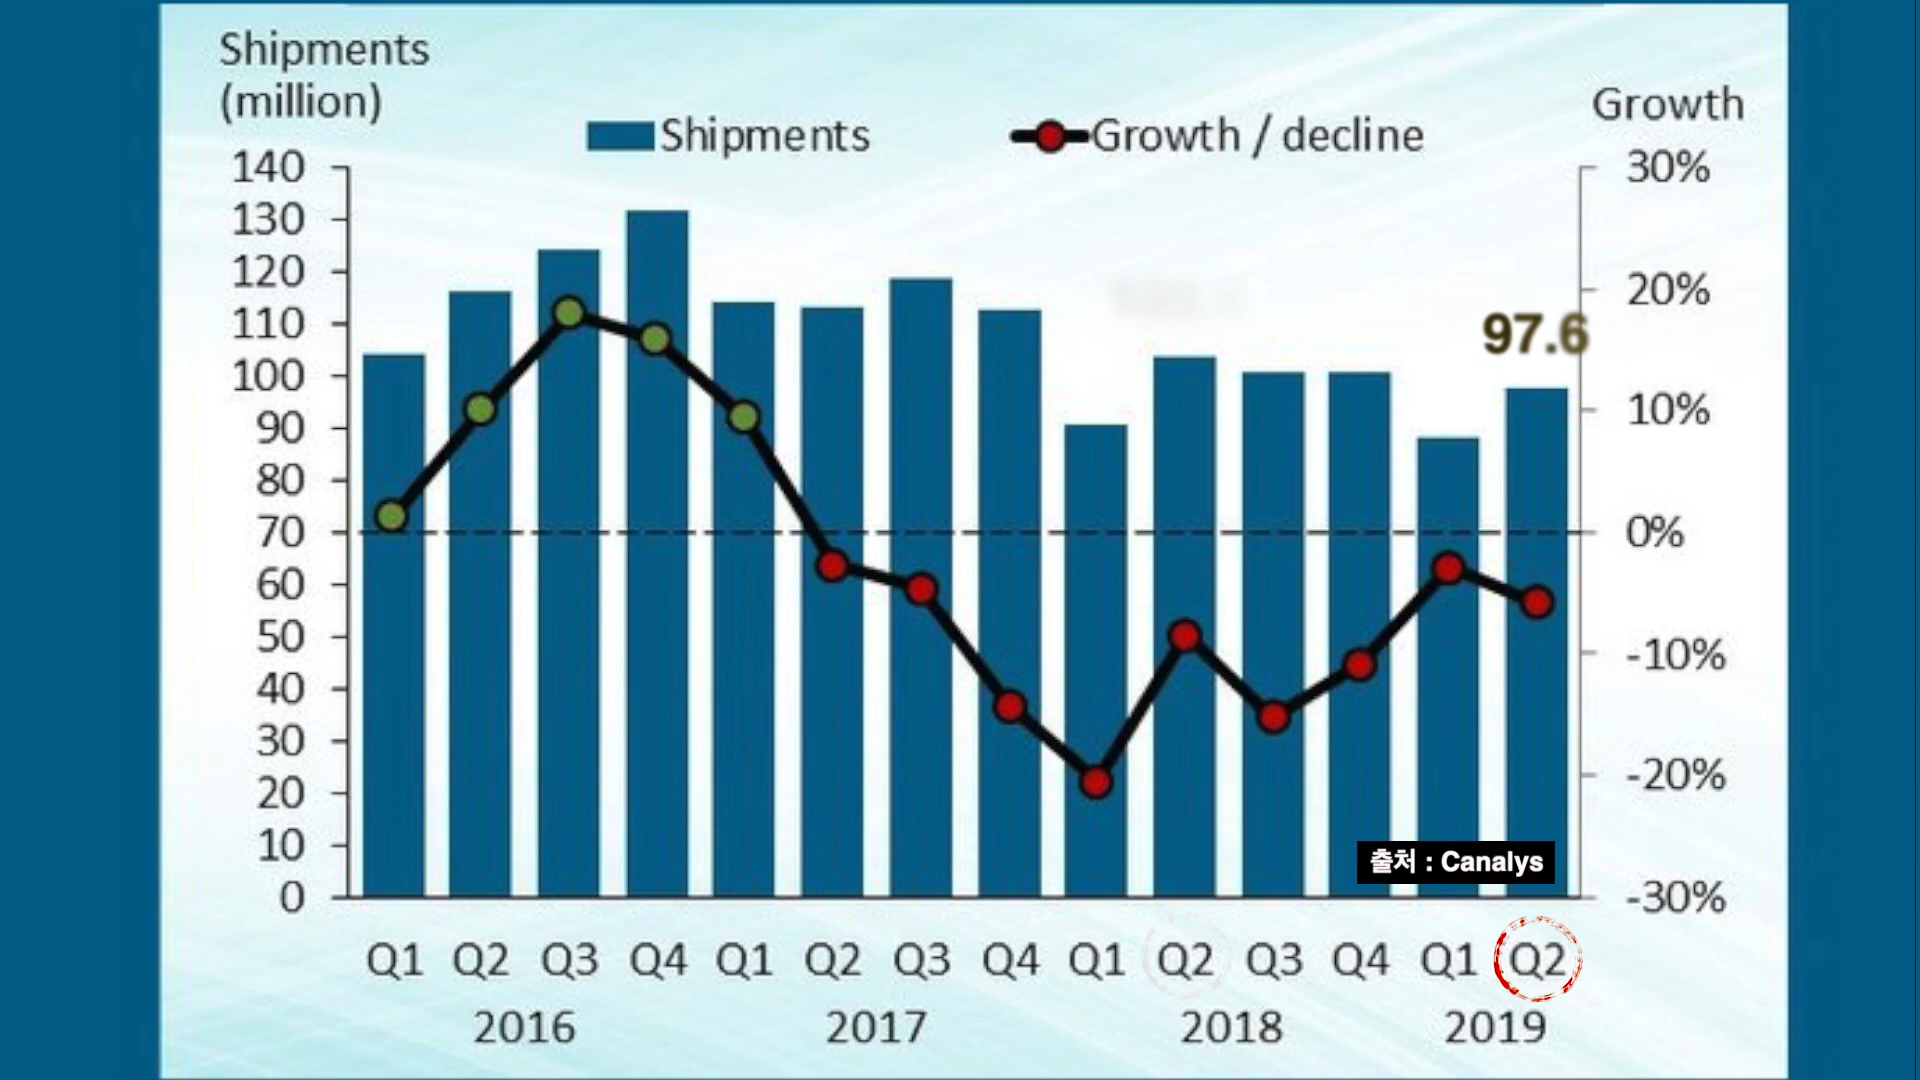 Shipments
(million)
Growth
Shipments
Growth / decline
140
130
120
110
100
90
80
70
60
50
40
30
20
10
0
30%
20%
10%
0%
-10%
-20%
-30%
97.6
출처 : Canalys
Q1 Q2 Q3 Q4 Q1 Q2 Q3 Q4 Q1 Q2 Q3 Q4 Q1 Q2
2016 2017 2018 2019